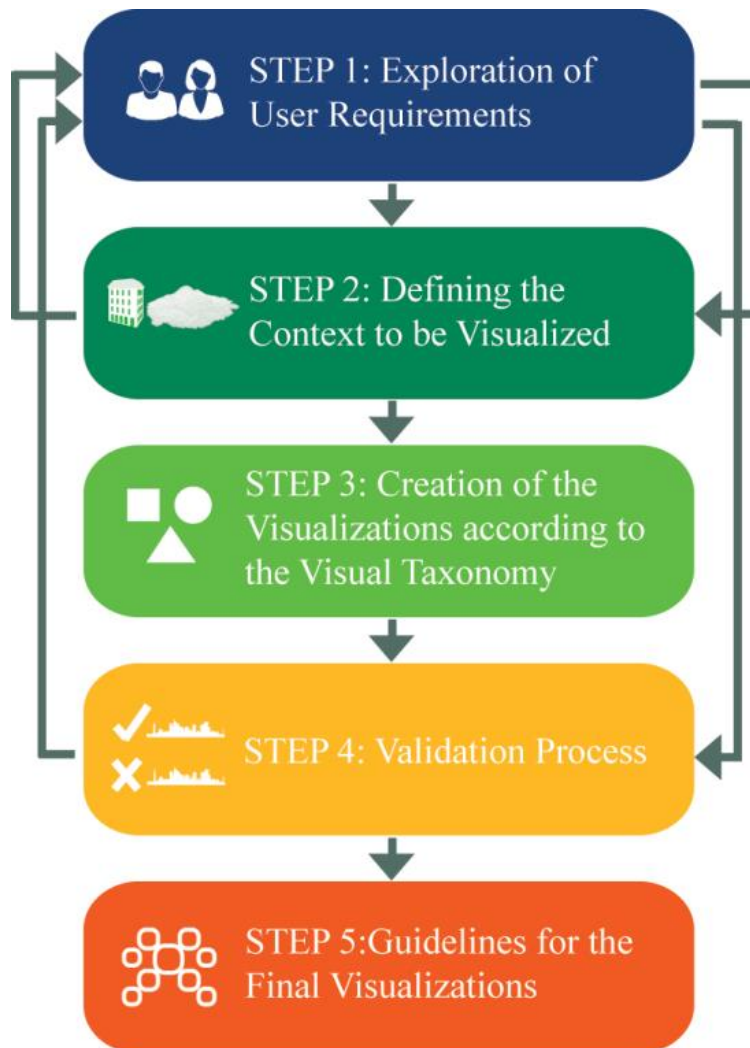 STEP 1: Exploration of
User Requirements
STEP 2: Defining the
Context to be Visualized
STEP 3: Creation of the
Visualizations according to
the Visual Taxonomy
STEP 4: Validation Process
STEP 5:Guidelines for the
Final Visualizations